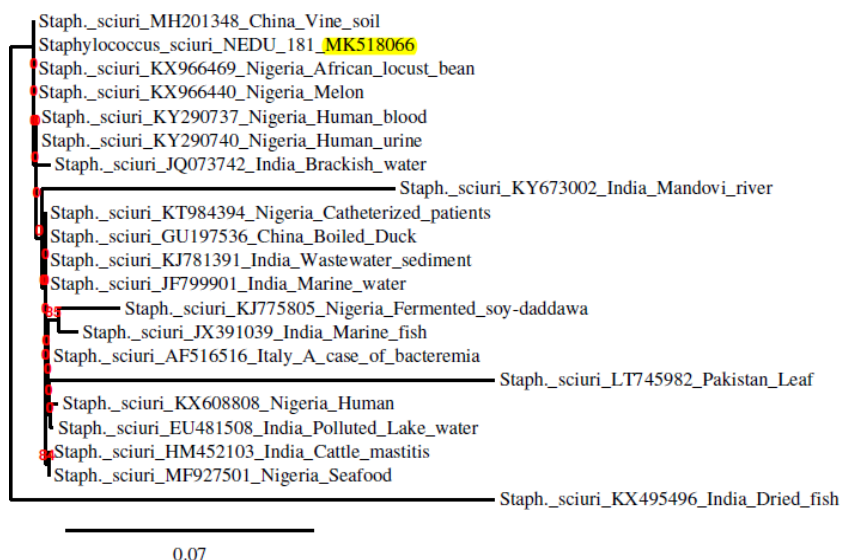 Staph._sciuri_MH201348_China_Vine_soil
Staphylococcus_sciuri_NEDU_181_MK518066
Staph._sciuri_KX966469_Nigeria_African_locust_bean
Staph._sciuri_KX966440_Nigeria_Melon
Staph._sciuri_KY290737_Nigeria_Human_blood
Staph._sciuri_KY290740_Nigeria_Human_urine
Staph._sciuri_JQ073742_India_Brackish_water
Staph._sciuri_KY673002_India_Mandovi_river
Staph._sciuri_KT984394_Nigeria_Catheterized_patients
Staph._sciuri_GU197536_China_Boiled_Duck
Staph._sciuri_KJ781391_India_Wastewater_sediment
Staph._sciuri_JF799901_India_Marine_water
85
Staph._sciuri_KJ775805_Nigeria_Fermented_soy-daddawa
Staph._sciuri_JX391039_India_Marine_fish
Staph._sciuri_AF516516_Italy_A_case_of_bacteremia
Staph._sciuri_LT745982_Pakistan_Leaf
Staph._sciuri_KX608808_Nigeria_Human
Staph._sciuri_EU481508_India_Polluted_Lake_water
84
Staph._sciuri_HM452103_India_Cattle_mastitis
Staph._sciuri_MF927501_Nigeria_Seafood
Staph._sciuri_KX495496_India_Dried_fish
0.07